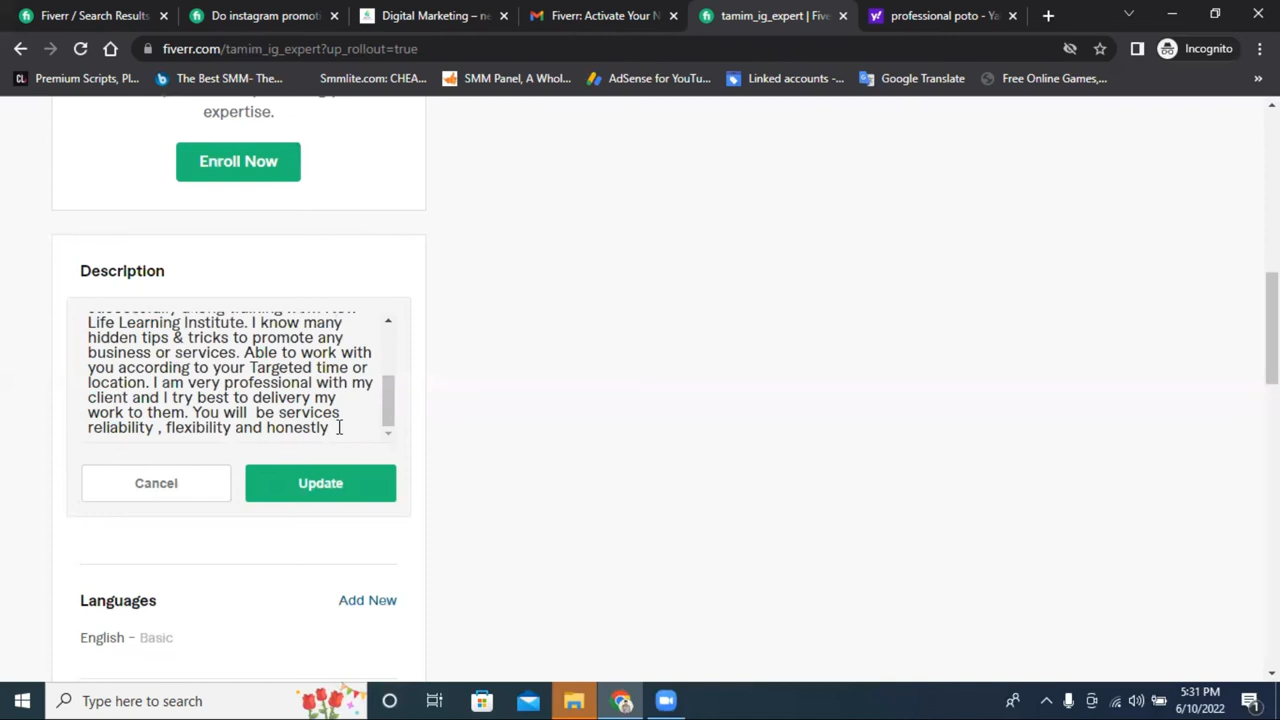 Fiverr / Search Results
Do instagram promoti
Digital Marketing – ne
Fiverr: Activate Your N
tamim_ig_expert | Five
professional poto - Ya
fiverr.com/tamim_ig_expert?up_rollout=true
Incognito
Premium Scripts, Pl...
The Best SMM- The...
Smmlite.com: CHEA...
SMM Panel, A Whol...
AdSense for YouTu...
Linked accounts -...
Google Translate
Free Online Games,...
expertise.
Enroll Now
Description
Life Learning Institute. I know many
hidden tips & tricks to promote any
business or services. Able to work with
you according to your Targeted time or
location. I am very professional with my
client and I try best to delivery my
work to them. You will  be services
reliability , flexibility and honestly
Cancel
Update
Languages
Add New
English - Basic
Type here to search
5:31 PM
6/10/2022